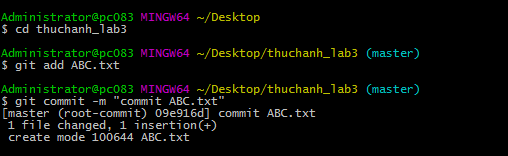 Administrator@pc083 MINGW64 ~/Desktop
$ cd thuchanh_lab3
Administrator@pc083 MINGW64 ~/Desktop/thuchanh_lab3 (master)
$ git add ABC.txt
Administrator@pc083 MINGW64 ~/Desktop/thuchanh_lab3 (master)
$ git commit -m "commit ABC.txt"
[master (root-commit) 09e916d] commit ABC.txt
 1 file changed, 1 insertion(+)
 create mode 100644 ABC.txt